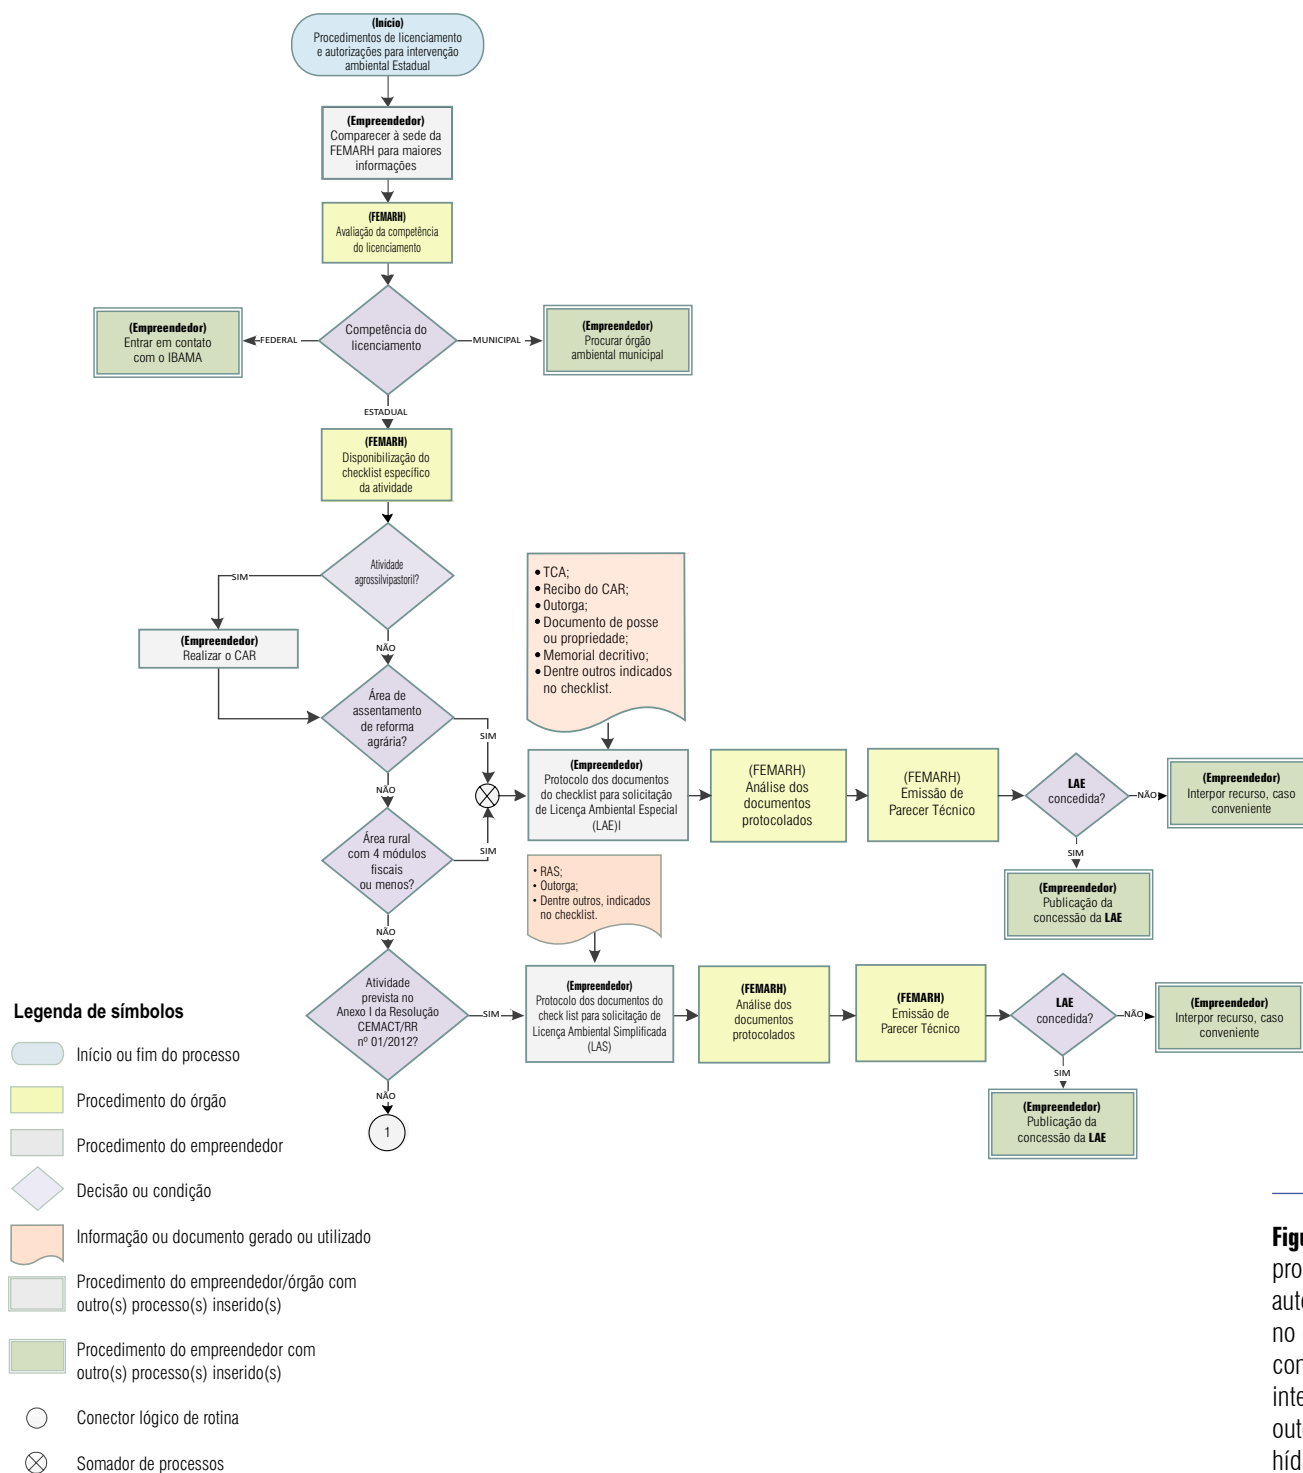 (Início)
Procedimentos de licenciamento
e autorizações para intervenção
ambiental Estadual
(Empreendedor)
Comparecer à sede da
FEMARH para maiores
informações
(FEMARH)
Avaliação da competência
do licenciamento
(Empreendedor)
Entrar em contato
com o IBAMA
FEDERAL
Competência do
licenciamento
MUNICIPAL
(Empreendedor)
Procurar órgão
ambiental municipal
ESTADUAL
(FEMARH)
Disponibilização do
checklist específico
da atividade
Atividade
agrossilvipastoril?
SIM
(Empreendedor)
Realizar o CAR
NÃO
Área de
assentamento
de reforma
agrária?
SIM
NÃO
Área rural
com 4 módulos
fiscais
ou menos?
SIM
NÃO
• TCA;
• Recibo do CAR;
• Outorga;
• Documento de posse
ou propriedade;
• Memorial decritivo;
• Dentre outros indicados
no checklist.
(Empreendedor)
Protocolo dos documentos
do checklist para solicitação
de Licença Ambiental Especial
(LAE)I
(FEMARH)
Análise dos
documentos
protocolados
(FEMARH)
Emissão de
Parecer Técnico
LAE
concedida?
NÃO
(Empreendedor)
Interpor recurso, caso
conveniente
SIM
(Empreendedor)
Publicação da
concessão da LAE
• RAS;
• Outorga;
• Dentre outros, indicados
no checklist.
Atividade
prevista no
Anexo I da Resolução
CEMACT/RR
nº 01/2012?
SIM
(Empreendedor)
Protocolo dos documentos do
check list para solicitação de
Licença Ambiental Simplificada
(LAS)
(FEMARH)
Análise dos
documentos
protocolados
(FEMARH)
Emissão de
Parecer Técnico
LAE
concedida?
NÃO
(Empreendedor)
Interpor recurso, caso
conveniente
SIM
(Empreendedor)
Publicação da
concessão da LAE
NÃO
1
Legenda de símbolos
Início ou fim do processo
Procedimento do órgão
Procedimento do empreendedor
Decisão ou condição
Informação ou documento gerado ou utilizado
Procedimento do empreendedor/órgão com
outro(s) processo(s) inserido(s)
Procedimento do empreendedor com
outro(s) processo(s) inserido(s)
Conector lógico de rotina
Somador de processos
no